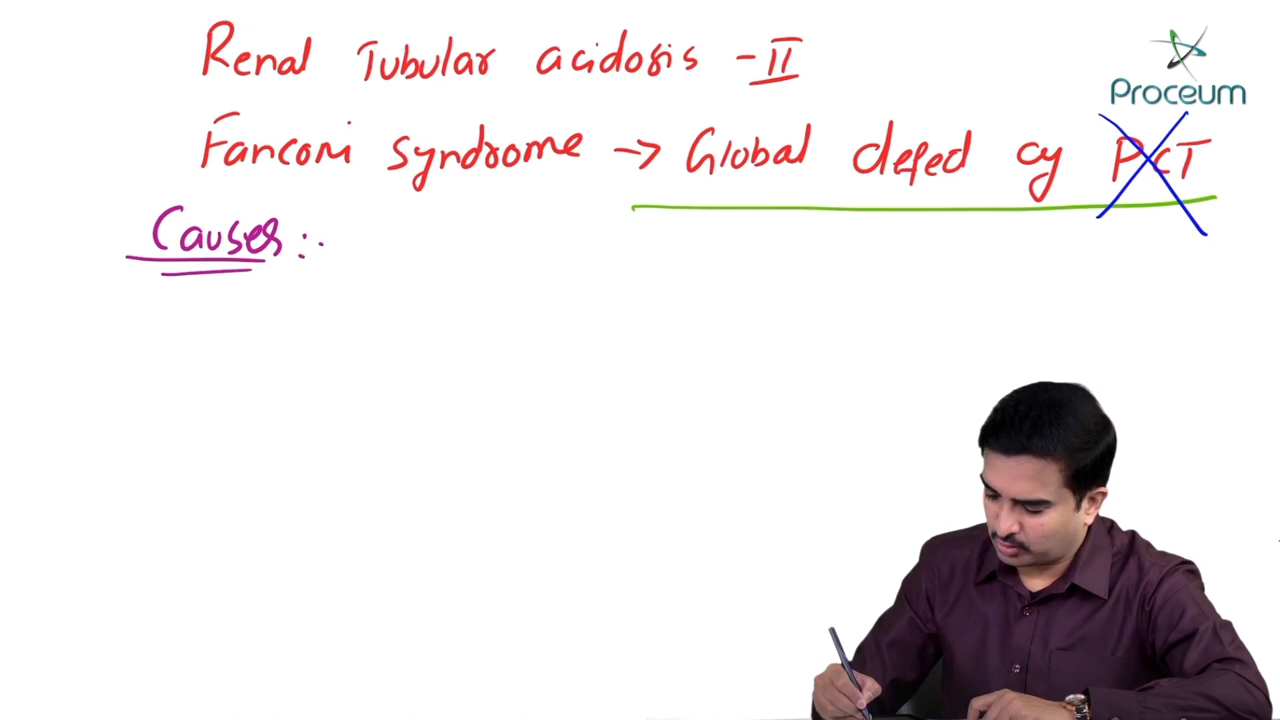 Renal Tubular acidosis - II
Proceum
Fanconi syndrome → Global defect of PCT
Causes :-